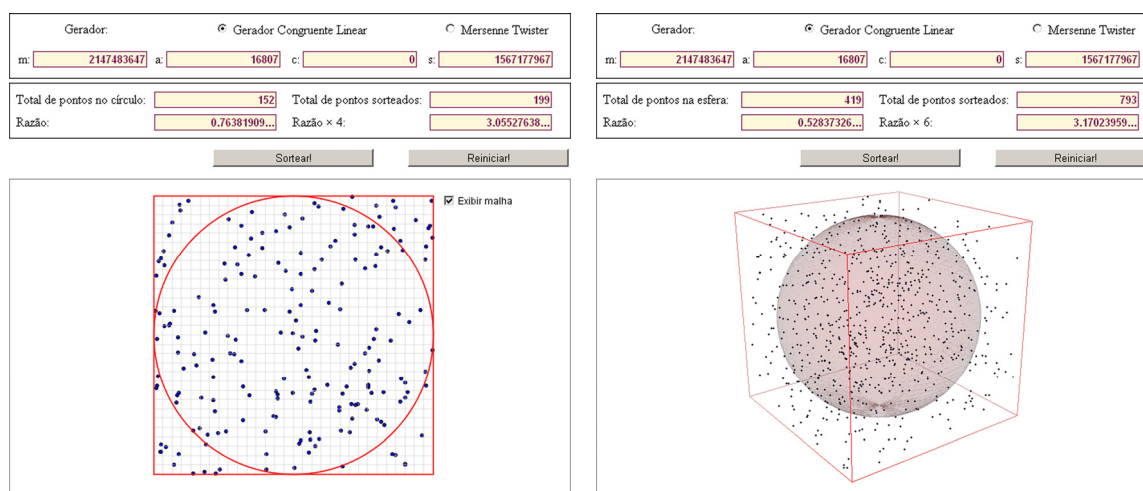 Gerador: Gerador Congruente Linear Mersenne Twister
m: 2147483647 a: 16807 c: 0 s: 1567177967
Total de pontos no círculo: 152 Total de pontos sorteados: 199
Razão: 0.76381909... Razão × 4: 3.05527638...
Sortear! Reiniciar!
Exibir malha
Gerador: Gerador Congruente Linear Mersenne Twister
m: 2147483647 a: 16807 c: 0 s: 1567177967
Total de pontos na esfera: 419 Total de pontos sorteados: 793
Razão: 0.52837326... Razão × 6: 3.17023959...
Sortear! Reiniciar!